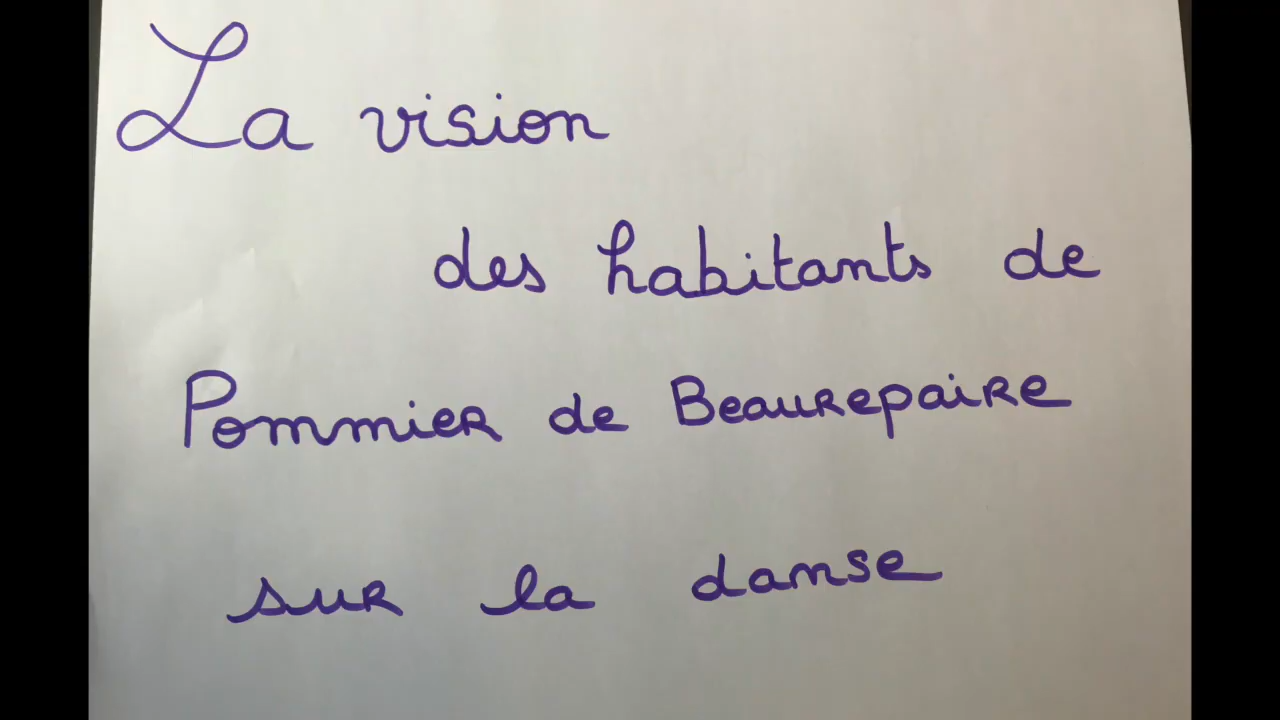 La vision
des habitants de
Pommier de Beaurepaire
sur la danse